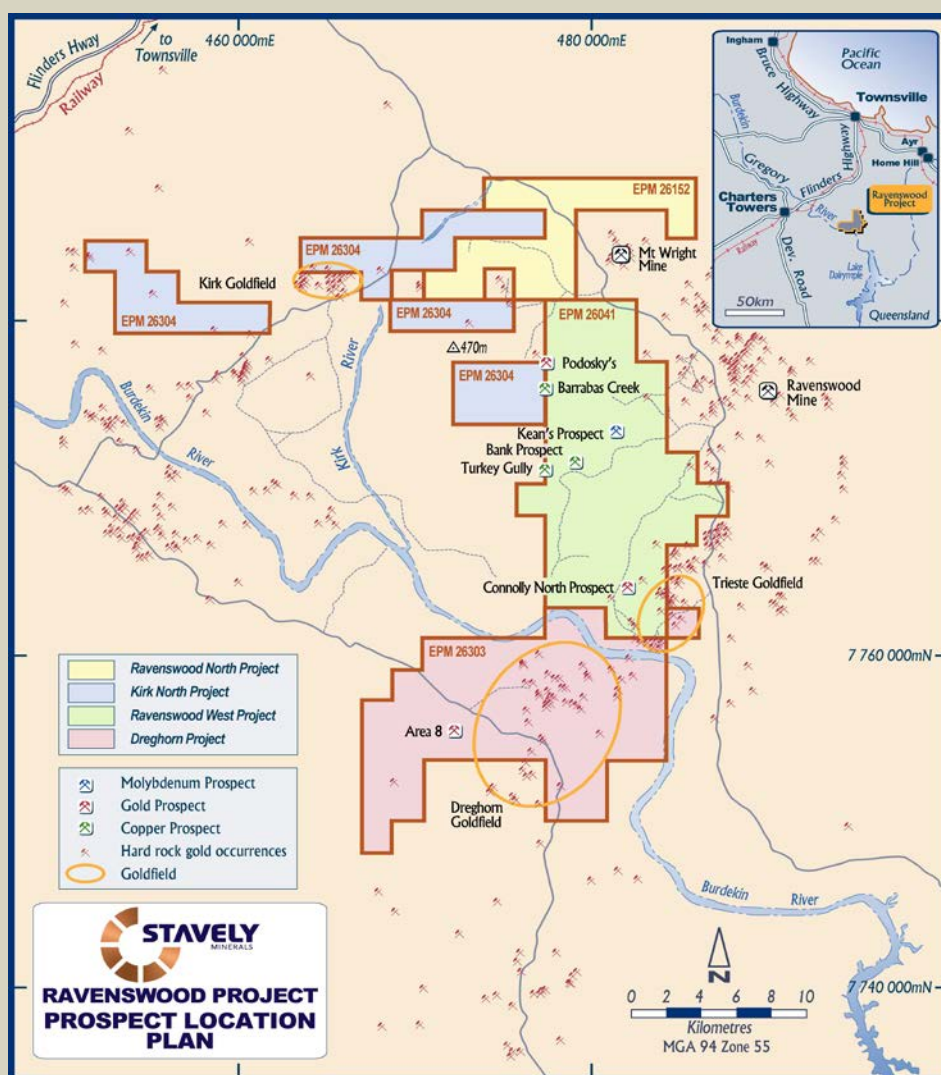 Flinders Hway
Railway
to
Townsville
460 000mE
480 000mE
Ingham
Bruce Highway
Pacific
Ocean
Burdekin
Townsville
Highway
Ayr
Home Hill
Gregory
Flinders
Charters
Towers
River
Ravenswood
Project
Railway
Dev. Road
Lake
Dalrymple
50km
Queensland
EPM 26152
EPM 26304
Mt Wright
Mine
Kirk Goldfield
EPM 26304
EPM 26304
EPM 26041
470m
EPM 26304
Podosky's
Barrabas Creek
Ravenswood
Mine
River
Kirk
Burdekin
River
Kean's Prospect
Bank Prospect
Turkey Gully
Connolly North Prospect
Trieste Goldfield
EPM 26303
7 760 000mN
Ravenswood North Project
Kirk North Project
Ravenswood West Project
Dreghorn Project
Area 8
Molybdenum Prospect
Gold Prospect
Copper Prospect
Hard rock gold occurrences
Goldfield
Dreghorn
Goldfield
Burdekin
River
STAVELY
MINERALS
RAVENSWOOD PROJECT
PROSPECT LOCATION
PLAN
N
0 2 4 6 8 10
Kilometres
MGA 94 Zone 55
7 740 000mN